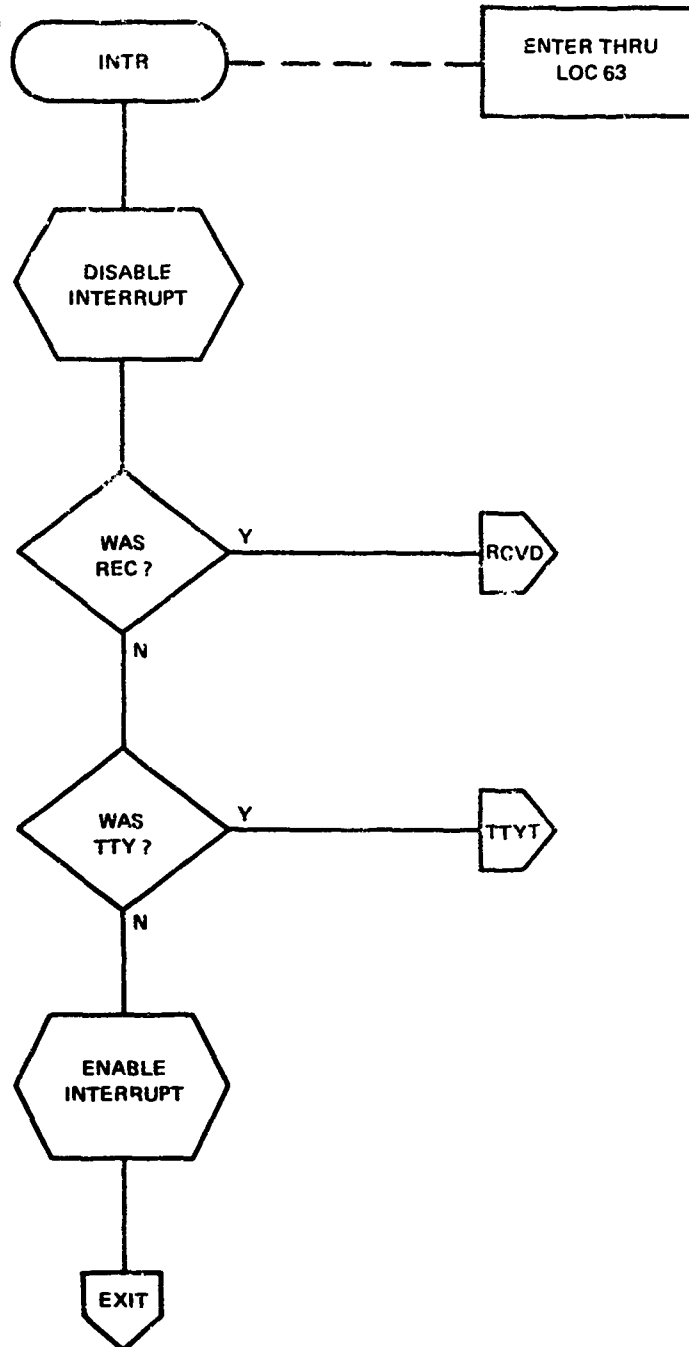 INTR
ENTER THRU
LOC 63
DISABLE
INTERRUPT
WAS
REC ?
Y
RCVD
N
WAS
TTY ?
Y
TTYT
N
ENABLE
INTERRUPT
EXIT